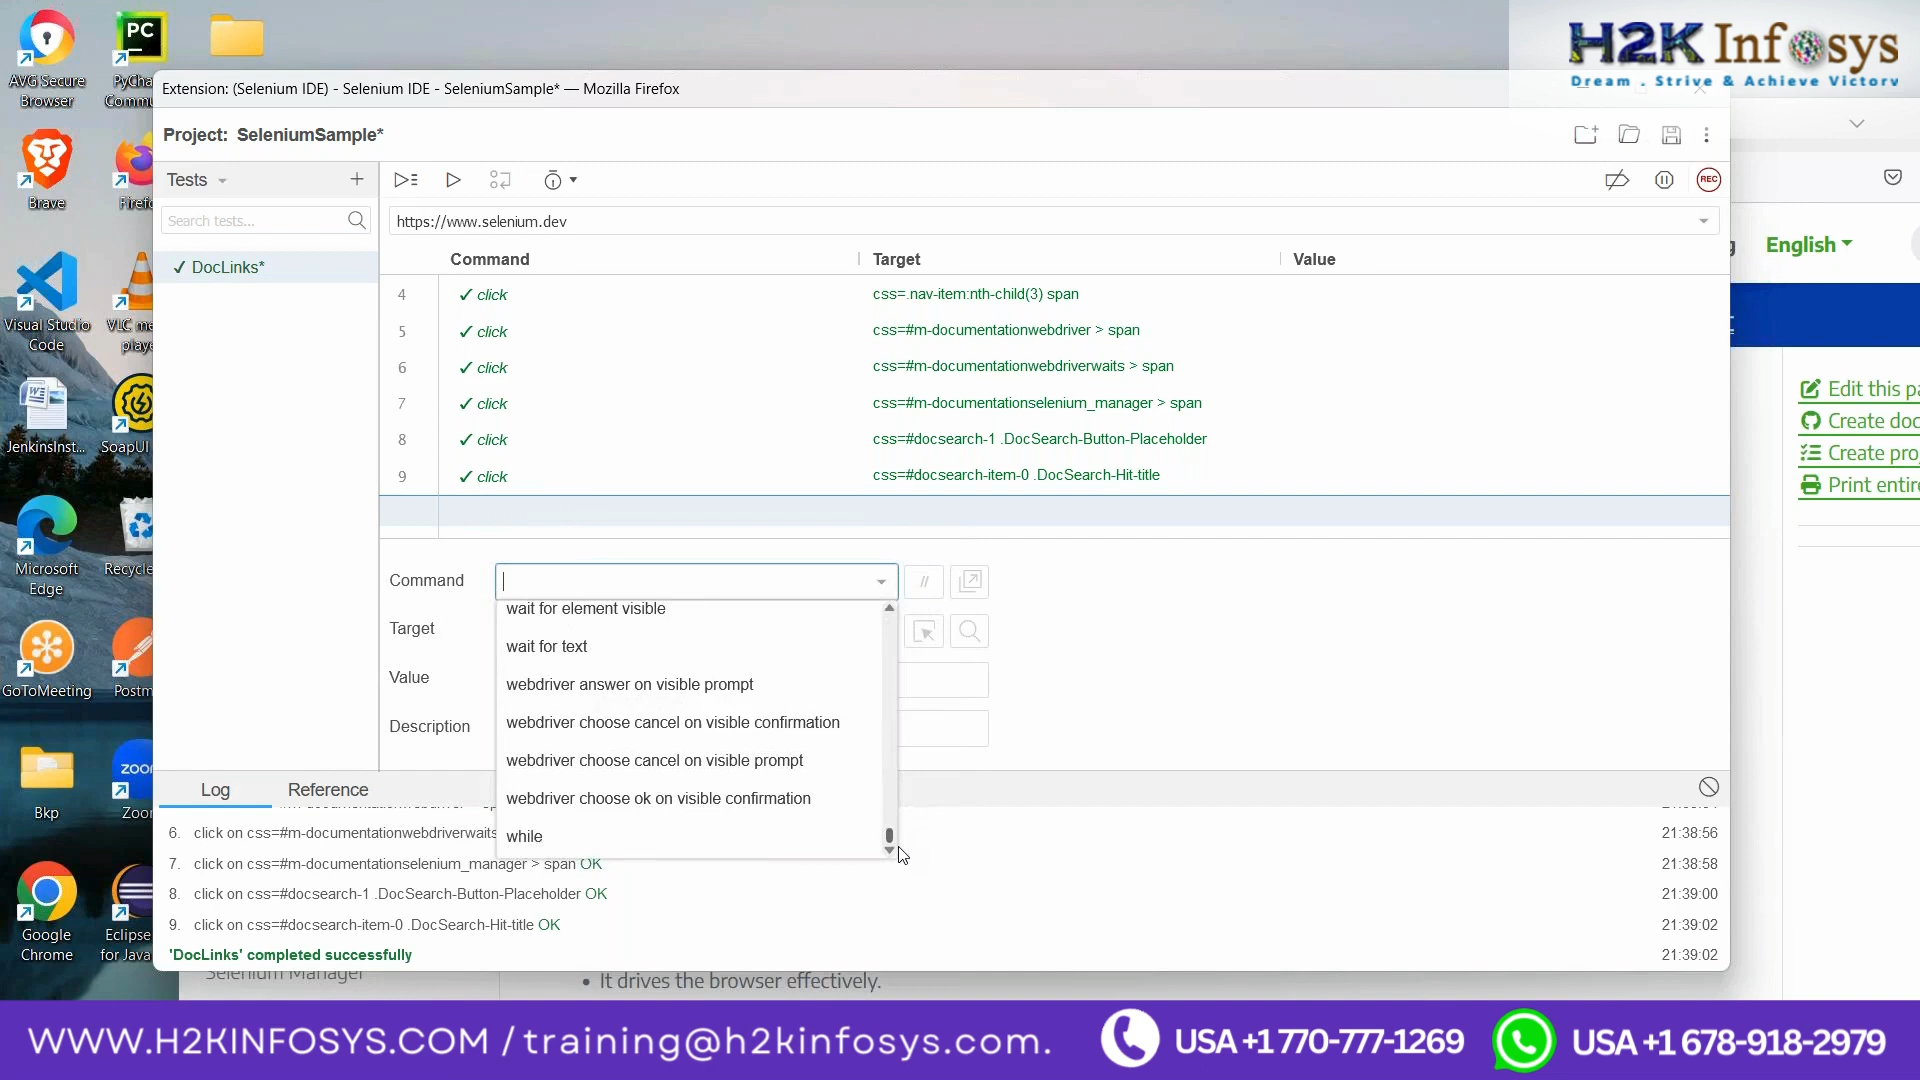 H2K Infosys
Dream . Strive & Achieve Victory
AVG Secure
Browser
PC
PyCha
Commu
Brave
Firefo
Visual Studio
Code
VLC me
playe
JenkinsInst...
SoapUI
Microsoft
Edge
Recycle
GoToMeeting
Postm
Bkp
zoom
Zoo
Google
Chrome
Eclipse
for Java
Extension: (Selenium IDE) - Selenium IDE - SeleniumSample* — Mozilla Firefox
Project: SeleniumSample*
Tests
REC
Search tests...
https://www.selenium.dev
DocLinks*
Command Target Value
4 ✓ click css=.nav-item:nth-child(3) span
5 ✓ click css=#m-documentationwebdriver > span
6 ✓ click css=#m-documentationwebdriverwaits > span
7 ✓ click css=#m-documentationselenium_manager > span
8 ✓ click css=#docsearch-1 .DocSearch-Button-Placeholder
9 ✓ click css=#docsearch-item-0 .DocSearch-Hit-title
Command
//
Target
Value
Description
wait for element visible
wait for text
webdriver answer on visible prompt
webdriver choose cancel on visible confirmation
webdriver choose cancel on visible prompt
webdriver choose ok on visible confirmation
while
Log Reference
6. click on css=#m-documentationwebdriverwaits 21:38:56
7. click on css=#m-documentationselenium_manager > span OK 21:38:58
8. click on css=#docsearch-1 .DocSearch-Button-Placeholder OK 21:39:00
9. click on css=#docsearch-item-0 .DocSearch-Hit-title OK 21:39:02
'DocLinks' completed successfully 21:39:02
English
Edit this pa
Create doc
Create proj
Print entire
Selenium Manager
• It drives the browser effectively.
WWW.H2KINFOSYS.COM / training@h2kinfosys.com. USA +1 770-777-1269 USA +1 678-918-2979